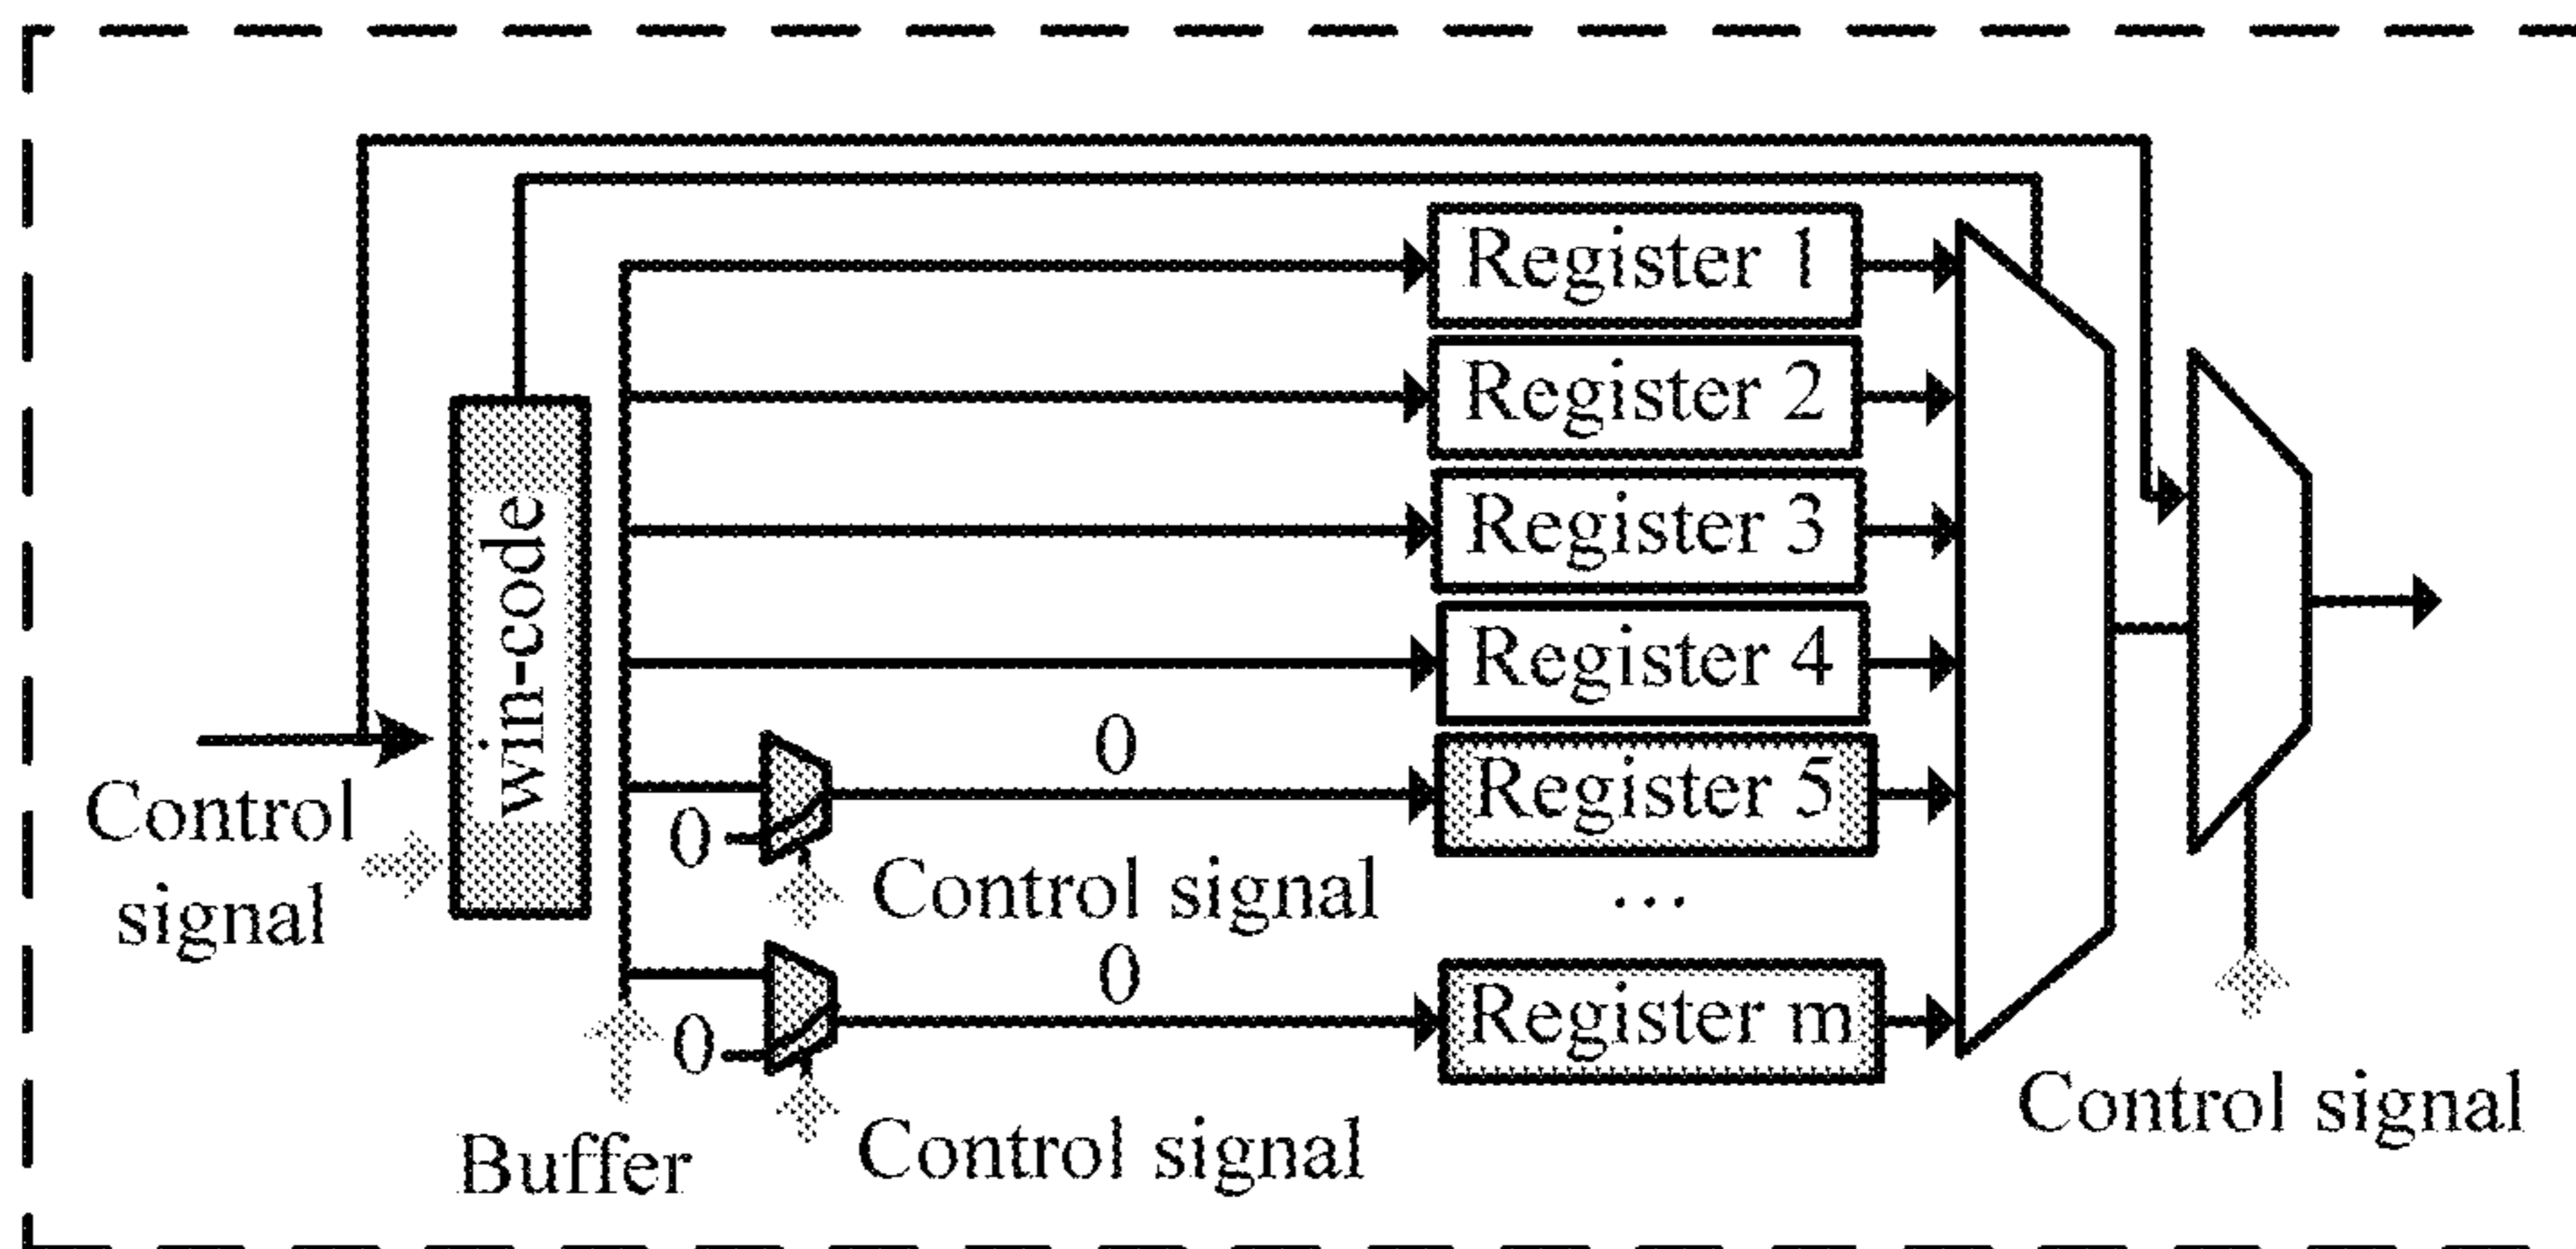 Register 1
Register 2
Register 3
Register 4
win-code
0
Register 5
0
Control
signal
Control signal
...
0
Register m
0
Control signal
Buffer
Control signal